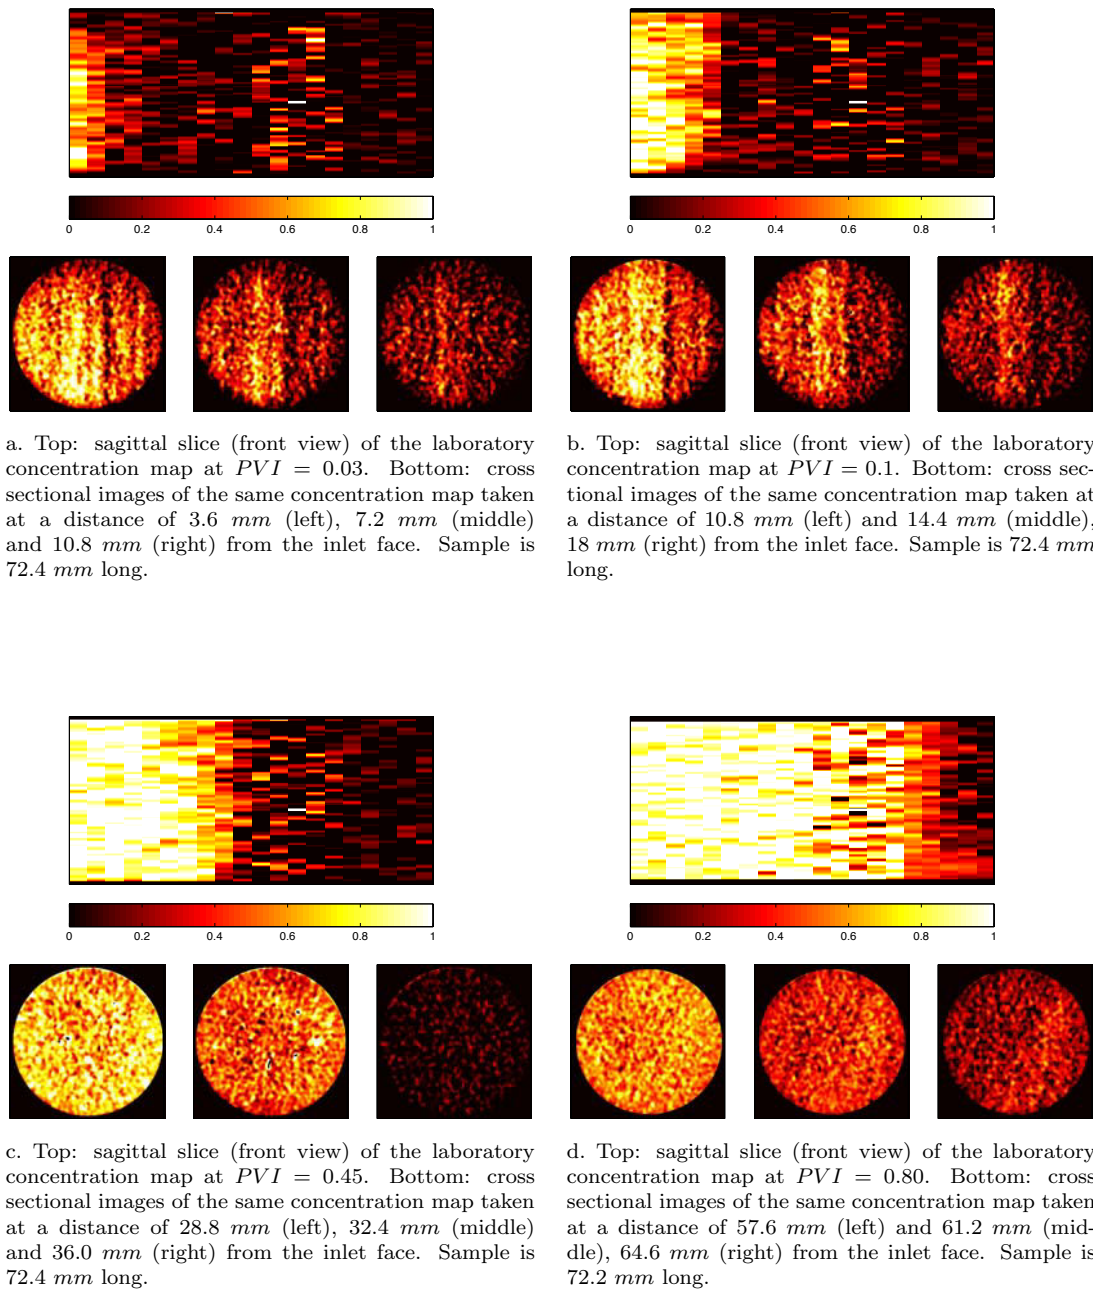 0 0.2 0.4 0.6 0.8 1
0 0.2 0.4 0.6 0.8 1
a. Top: sagittal slice (front view) of the laboratory
concentration map at PVI = 0.03. Bottom: cross
sectional images of the same concentration map taken
at a distance of 3.6 mm (left), 7.2 mm (middle)
and 10.8 mm (right) from the inlet face. Sample is
72.4 mm long.
b. Top: sagittal slice (front view) of the laboratory
concentration map at PVI = 0.1. Bottom: cross sec-
tional images of the same concentration map taken at
a distance of 10.8 mm (left) and 14.4 mm (middle),
18 mm (right) from the inlet face. Sample is 72.4 mm
long.
0 0.2 0.4 0.6 0.8 1
0 0.2 0.4 0.6 0.8 1
c. Top: sagittal slice (front view) of the laboratory
concentration map at PVI = 0.45. Bottom: cross
sectional images of the same concentration map taken
at a distance of 28.8 mm (left), 32.4 mm (middle)
and 36.0 mm (right) from the inlet face. Sample is
72.4 mm long.
d. Top: sagittal slice (front view) of the laboratory
concentration map at PVI = 0.80. Bottom: cross
sectional images of the same concentration map taken
at a distance of 57.6 mm (left) and 61.2 mm (mid-
dle), 64.6 mm (right) from the inlet face. Sample is
72.2 mm long.